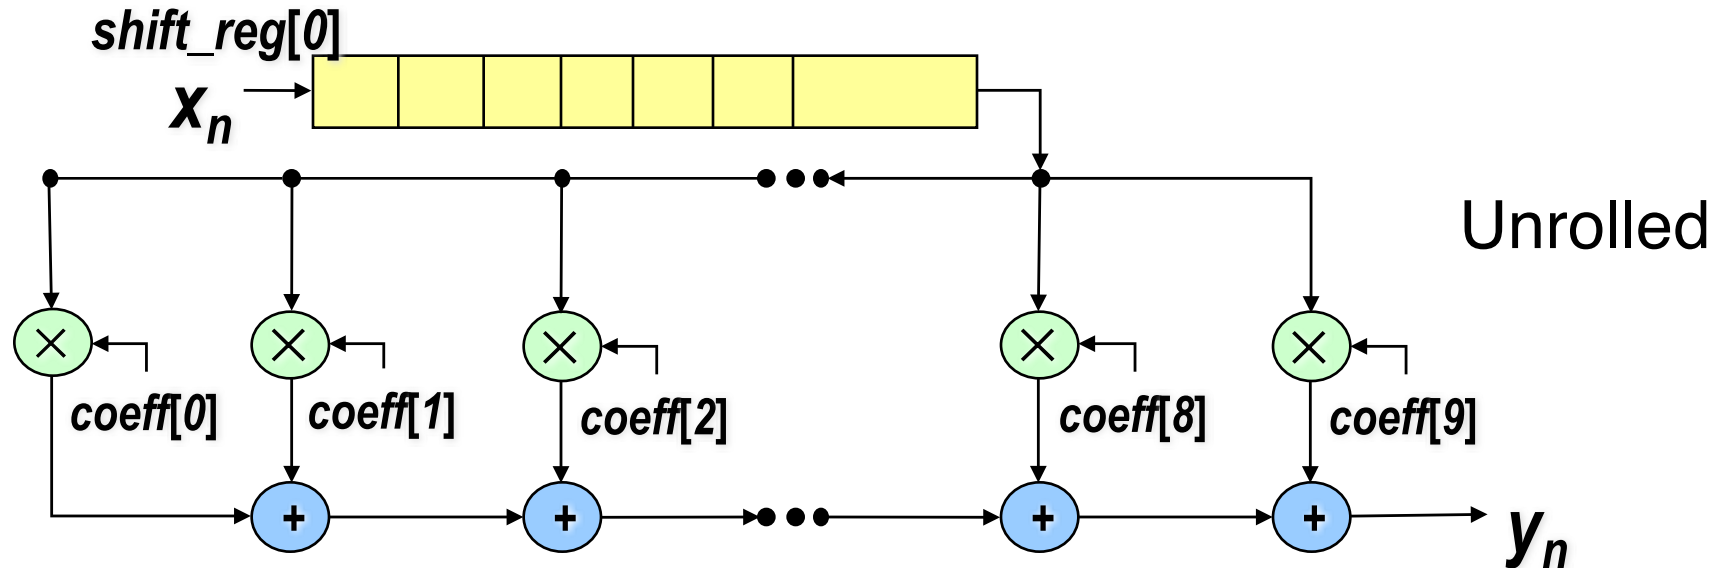 shift_reg[0]
xn
Unrolled
× × × × ×
coeff[0] coeff[1] coeff[2] coeff[8] coeff[9]
+ + + +
yn